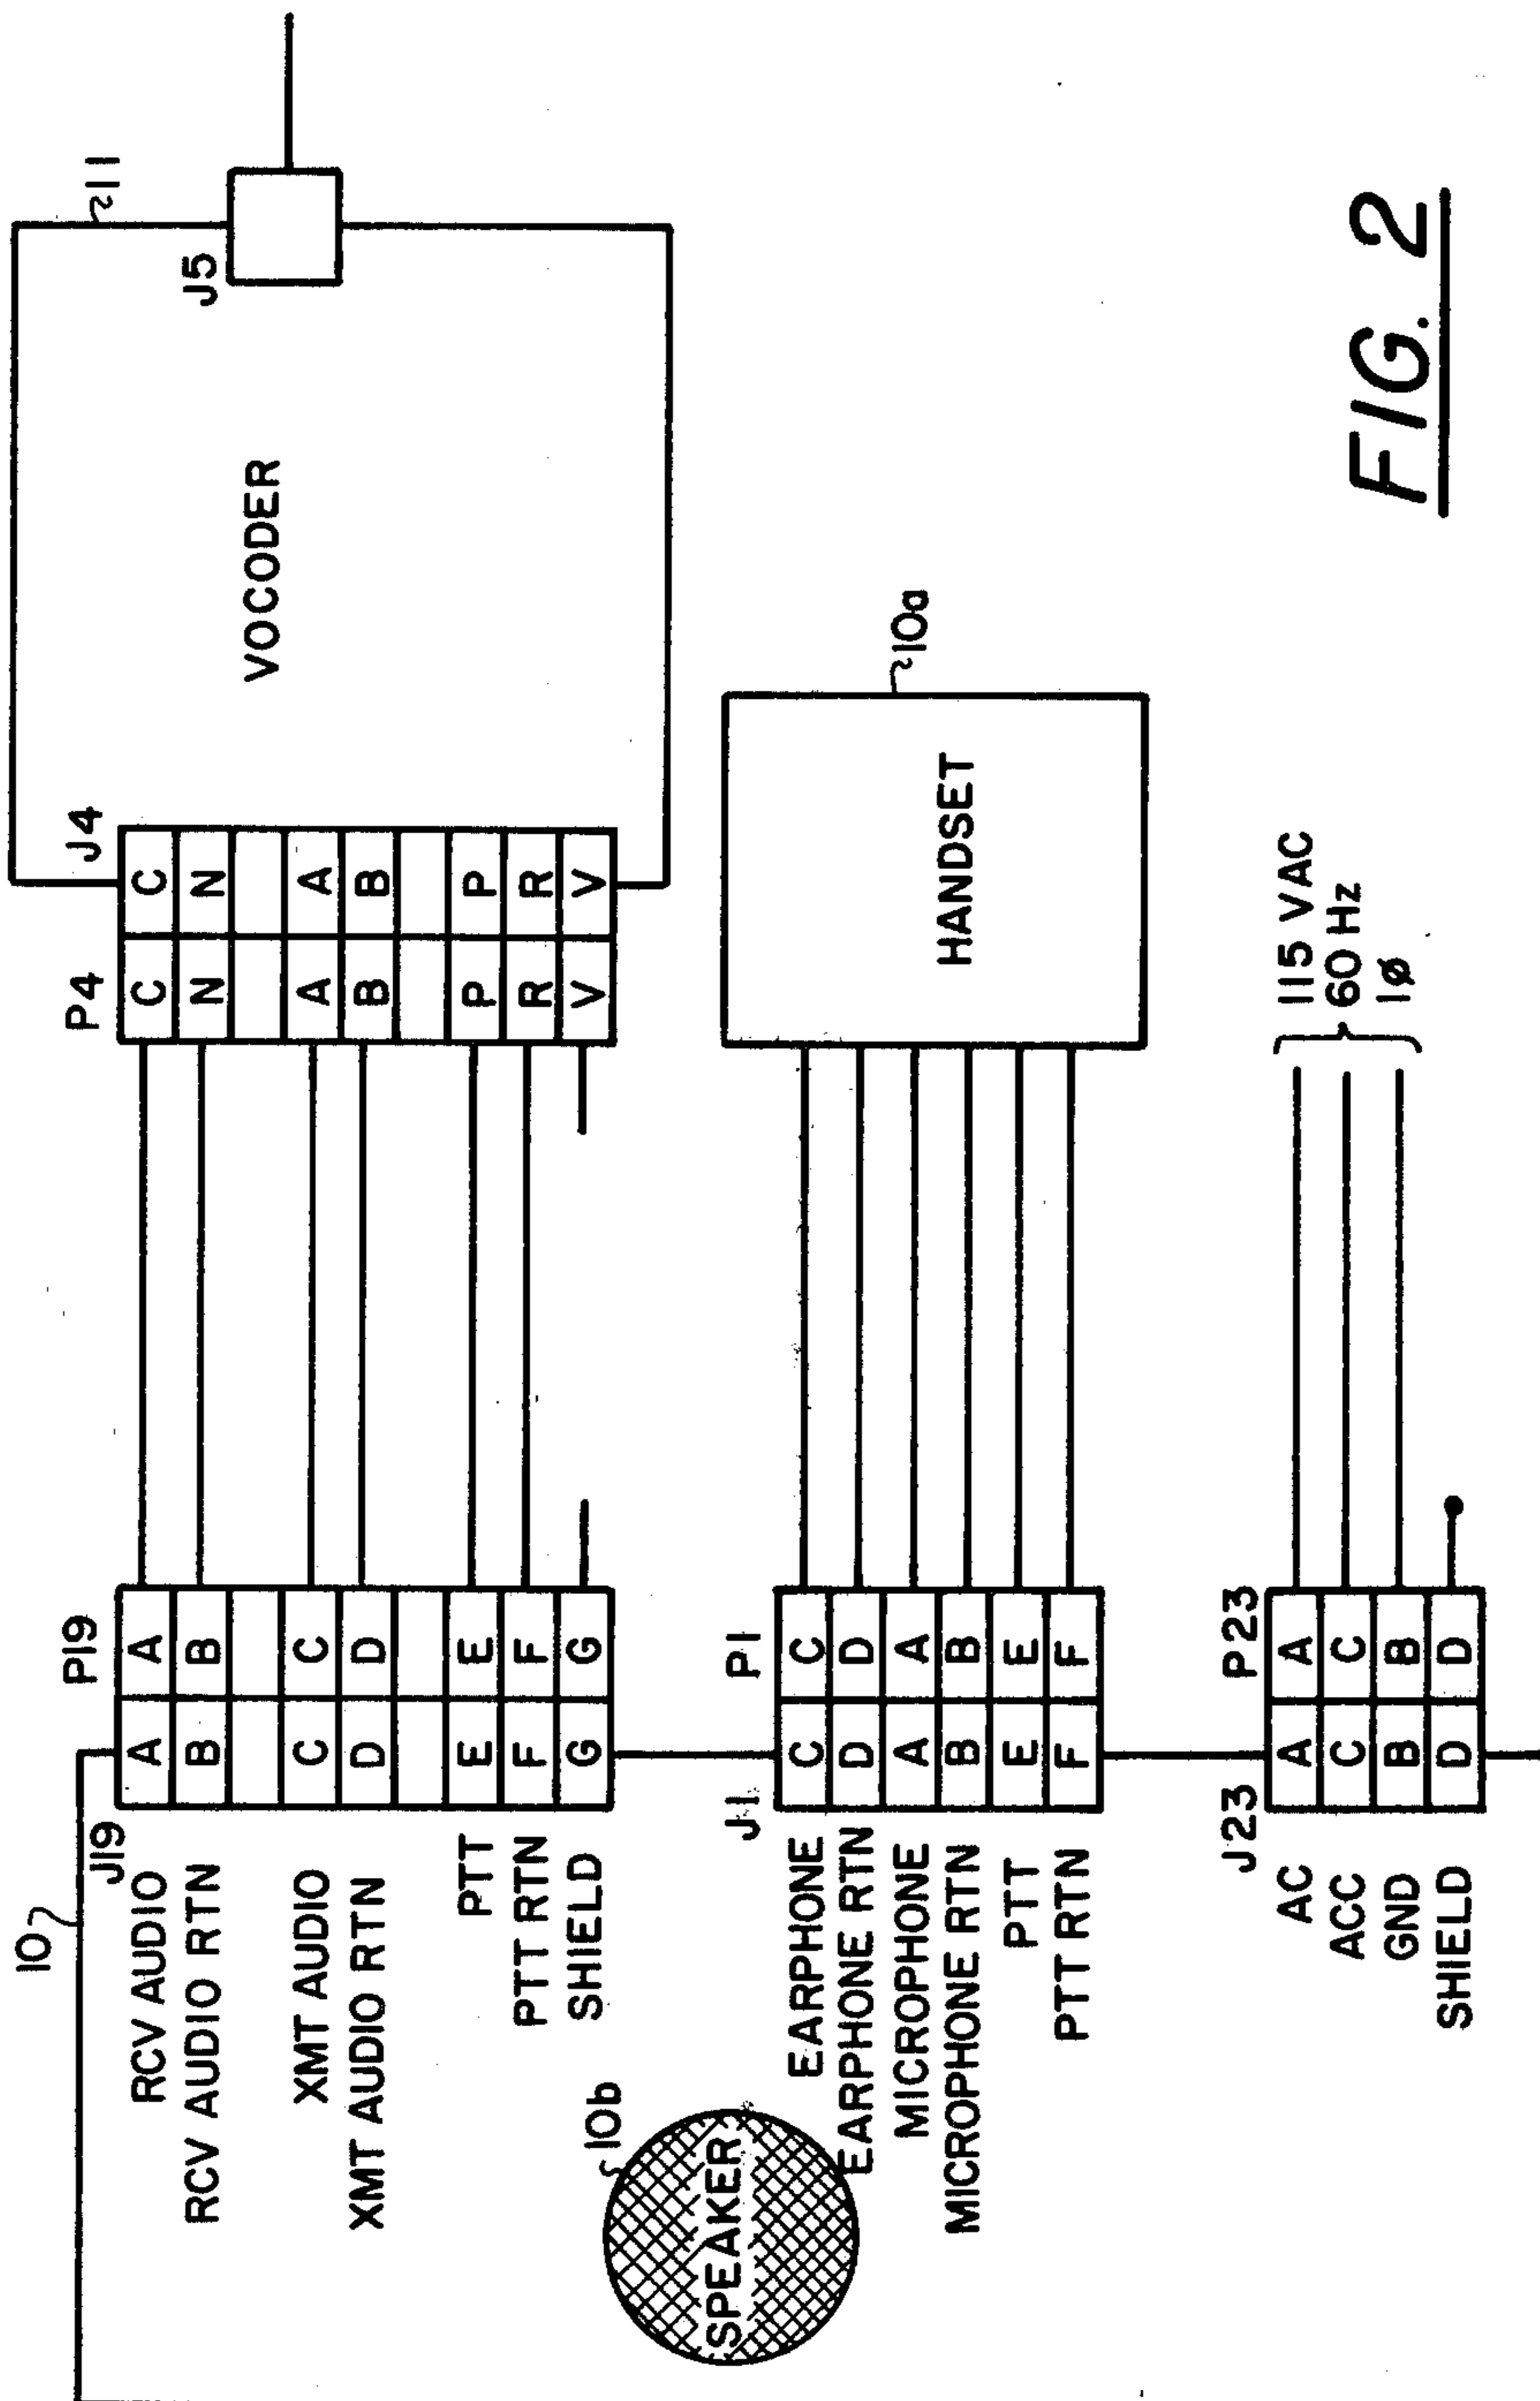 10
J19
P19
P4
J4
11
RCV AUDIO A A C C
RCV AUDIO RTN B B N N
XMT AUDIO C C A A
XMT AUDIO RTN D D B B
PTT E E P P
PTT RTN F F R R
SHIELD G G V V
VOCODER
J5
10b
SPEAKER
J1
P1
EARPHONE C C
EARPHONE RTN D D
MICROPHONE A A
MICROPHONE RTN B B
PTT E E
PTT RTN F F
HANDSET
10a
J23
P23
AC A A
ACC C C
GND B B
SHIELD D D
115 VAC
60 Hz
1ø
FIG. 2